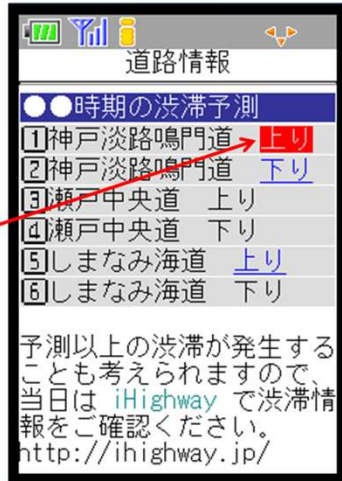 道路情報
●●時期の渋滞予測
1神戸淡路鳴門道 上り
2神戸淡路鳴門道 下り
3瀬戸中央道 上り
4瀬戸中央道 下り
5しまなみ海道 上り
6しまなみ海道 下り
予測以上の渋滞が発生する
ことも考えられますので、
当日は iHighway で渋滞情
報をご確認ください。
http://ihighway.jp/